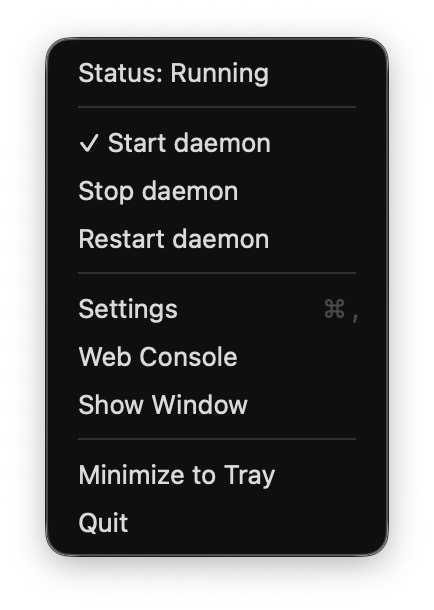 Status: Running
✓ Start daemon
Stop daemon
Restart daemon
Settings ⌘ ,
Web Console
Show Window
Minimize to Tray
Quit